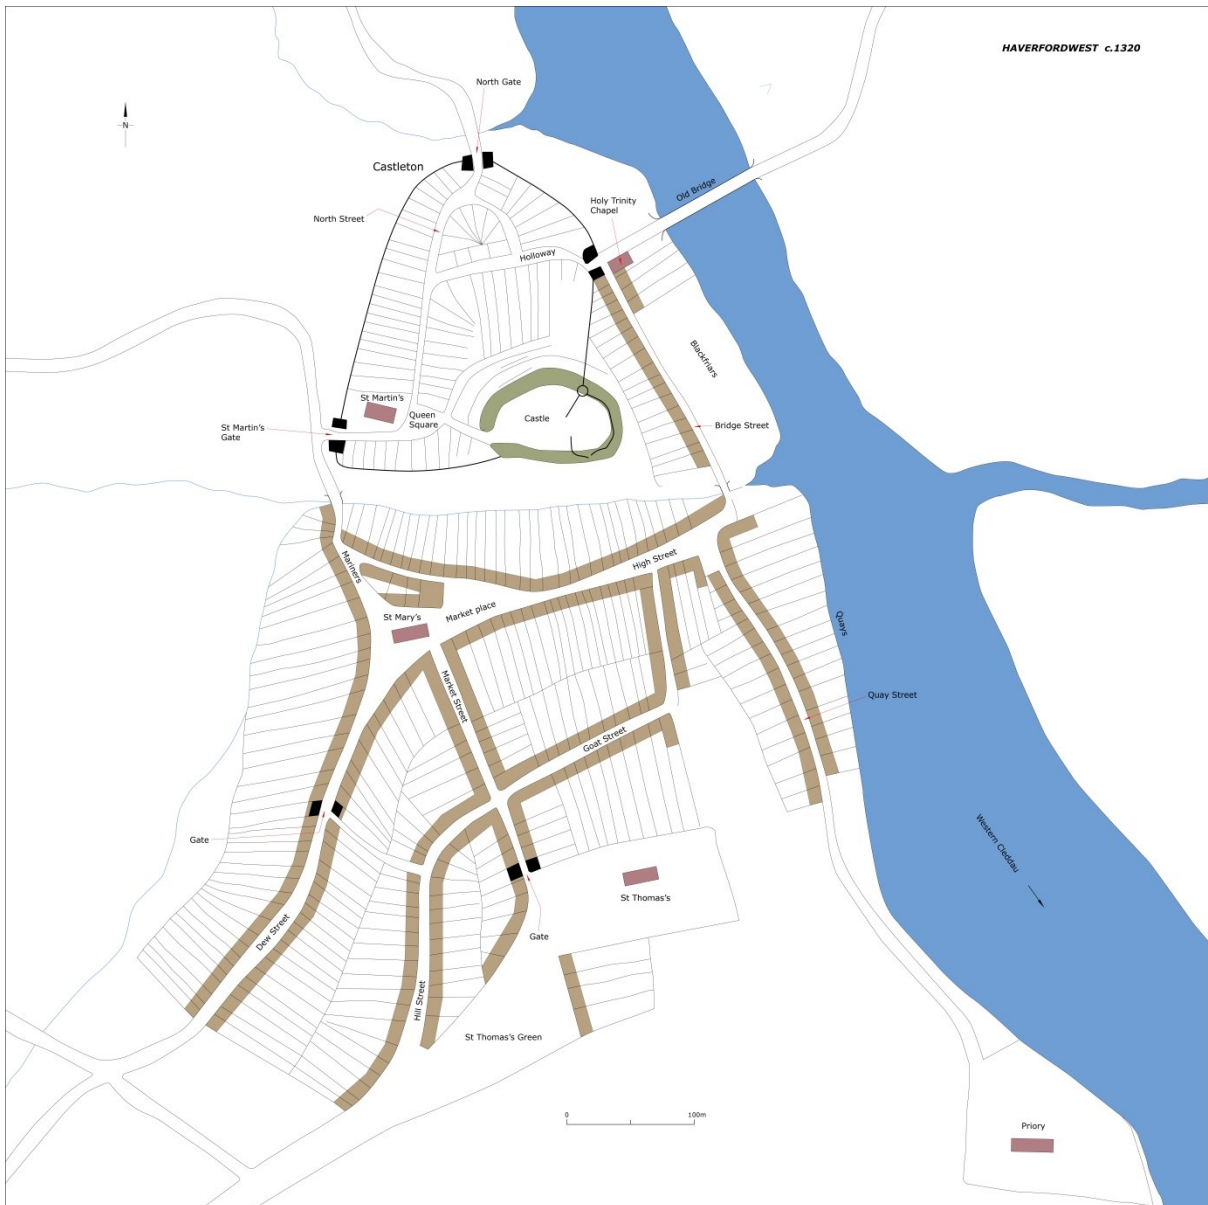 HAVERFORDWEST c.1320
North Gate
N
Castleton
Old Bridge
Holy Trinity
Chapel
North Street
Holloway
Blackfriars
St Martin's
Queen
Square
Castle
St Martin's
Gate
Bridge Street
High Street
Mariners
Market place
St Mary's
Quays
Market Street
Quay Street
Goat Street
Gate
Western Cleddau
St Thomas's
Dew Street
Gate
Hill Street
St Thomas's Green
0
100m
Priory